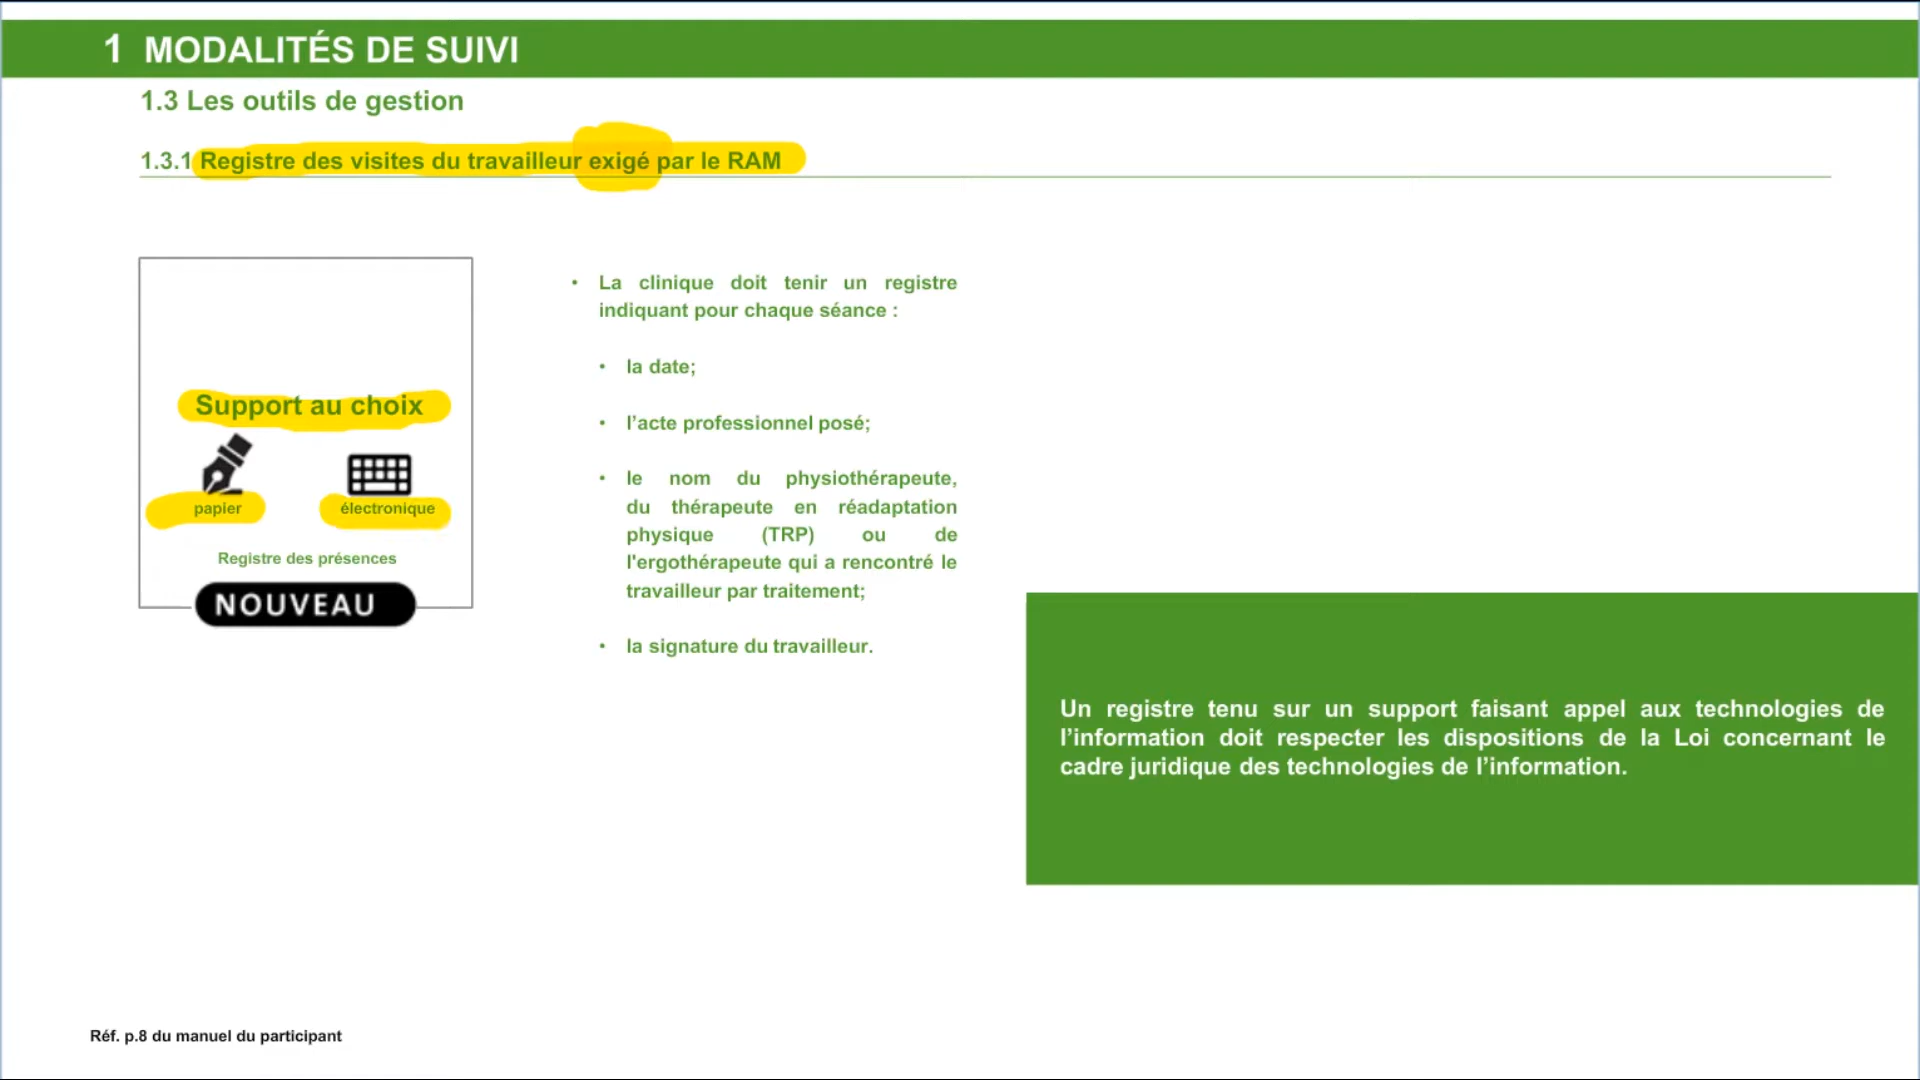 1 MODALITÉS DE SUIVI
1.3 Les outils de gestion
1.3.1 Registre des visites du travailleur exigé par le RAM
Support au choix
papier
électronique
Registre des présences
NOUVEAU
• La clinique doit tenir un registre
indiquant pour chaque séance :
• la date;
• l’acte professionnel posé;
• le nom du physiothérapeute,
du thérapeute en réadaptation
physique (TRP) ou de
l'ergothérapeute qui a rencontré le
travailleur par traitement;
• la signature du travailleur.
Un registre tenu sur un support faisant appel aux technologies de
l’information doit respecter les dispositions de la Loi concernant le
cadre juridique des technologies de l’information.
Réf. p.8 du manuel du participant